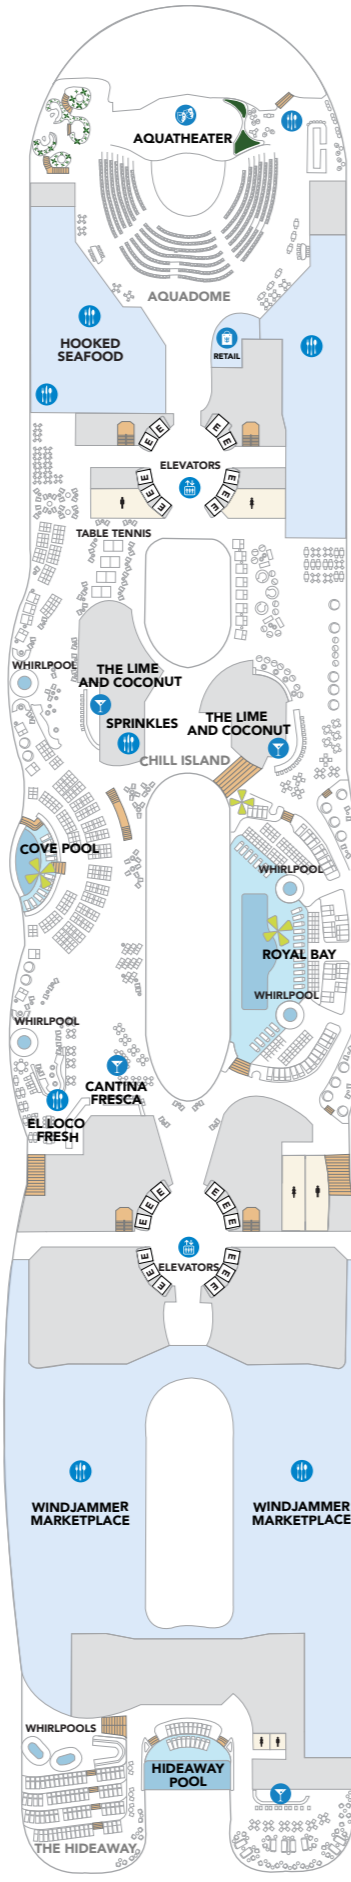 AQUATHEATER
AQUADOME
HOOKED
SEAFOOD
RETAIL
E E E E
ELEVATORS
E E E E E E
TABLE TENNIS
WHIRLPOOL
THE LIME
AND COCONUT
SPRINKLES
THE LIME
AND COCONUT
CHILL ISLAND
COVE POOL
WHIRLPOOL
ROYAL BAY
WHIRLPOOL
WHIRLPOOL
CANTINA
FRESCA
EL LOCO
FRESH
E E E E E E
ELEVATORS
E E E E E E
WINDJAMMER
MARKETPLACE
WINDJAMMER
MARKETPLACE
WHIRLPOOLS
HIDEAWAY
POOL
THE HIDEAWAY